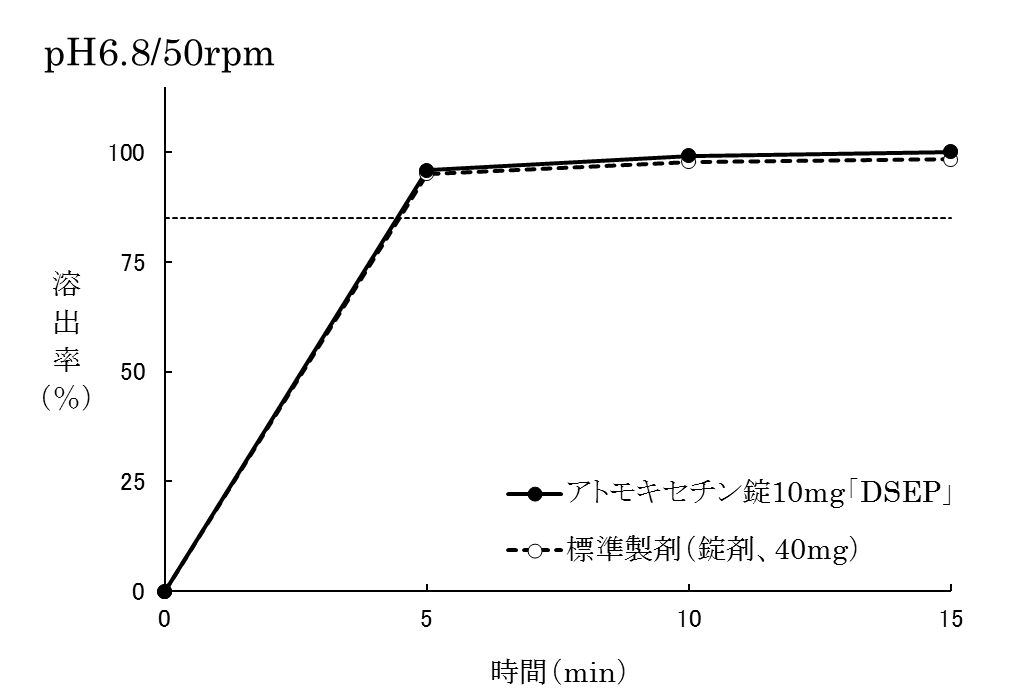 pH6.8/50rpm
100
75
50
25
0
溶出率(%)
アトモキセチン錠10mg「DSEP」
標準製剤(錠剤、40mg)
0 5 10 15
時間(min)